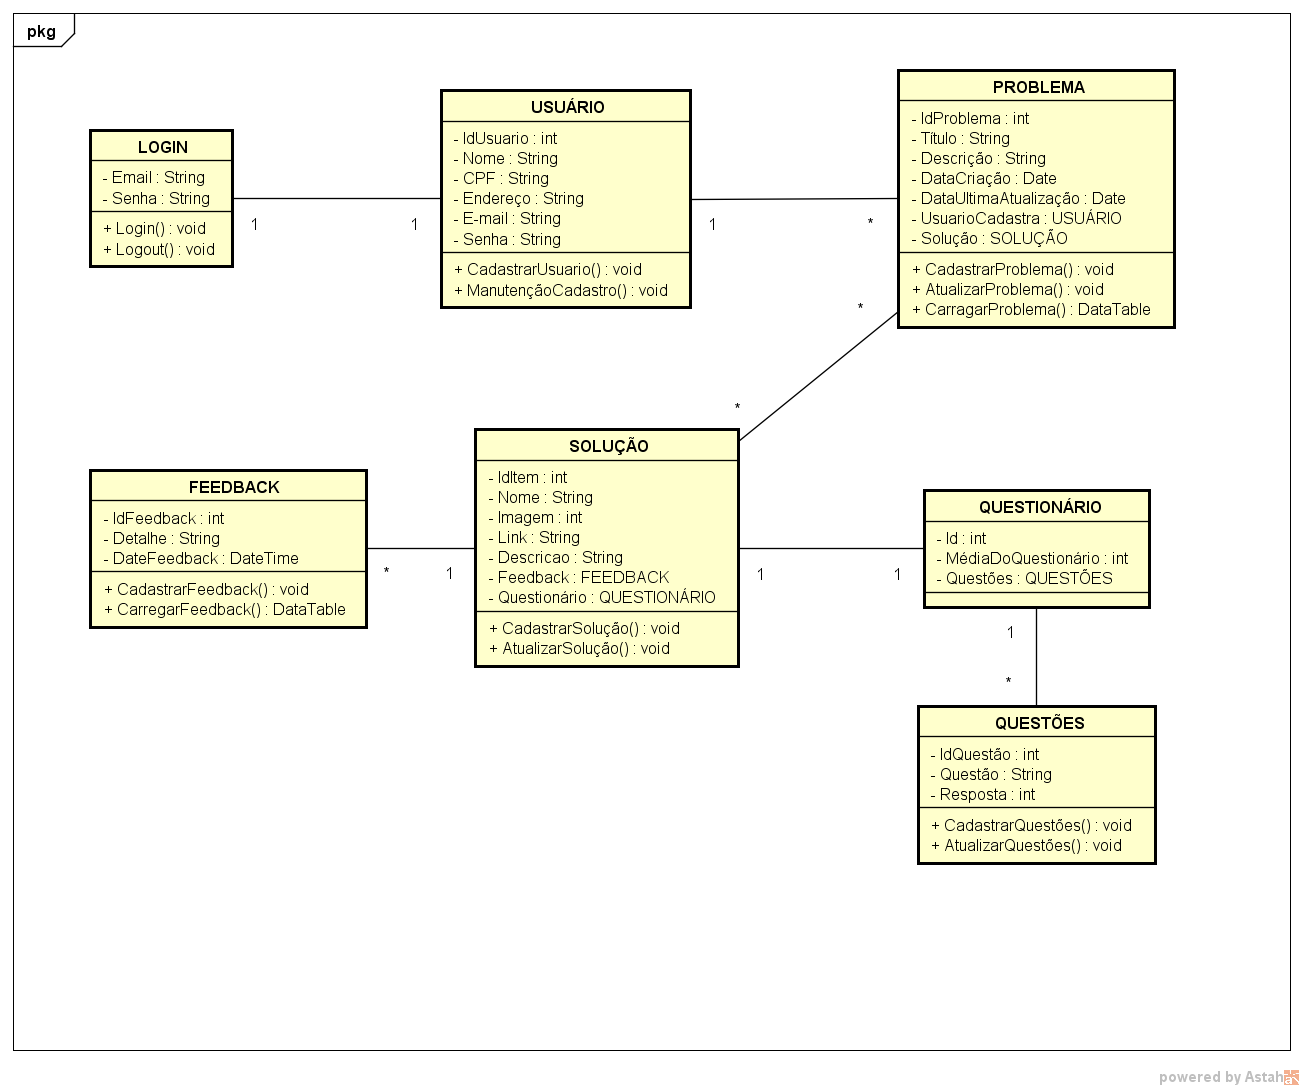 pkg
LOGIN
- Email : String
- Senha : String
+ Login() : void
+ Logout() : void
1
1
USUÁRIO
- IdUsuario : int
- Nome : String
- CPF : String
- Endereço : String
- E-mail : String
- Senha : String
+ CadastrarUsuario() : void
+ ManutençãoCadastro() : void
1
*
PROBLEMA
- IdProblema : int
- Título : String
- Descrição : String
- DataCriação : Date
- DataUltimaAtualização : Date
- UsuarioCadastra : USUÁRIO
- Solução : SOLUÇÃO
+ CadastrarProblema() : void
+ AtualizarProblema() : void
+ CarragarProblema() : DataTable
*
*
FEEDBACK
- IdFeedback : int
- Detalhe : String
- DateFeedback : DateTime
+ CadastrarFeedback() : void
+ CarregarFeedback() : DataTable
*
1
SOLUÇÃO
- IdItem : int
- Nome : String
- Imagem : int
- Link : String
- Descricao : String
- Feedback : FEEDBACK
- Questionário : QUESTIONÁRIO
+ CadastrarSolução() : void
+ AtualizarSolução() : void
1
1
QUESTIONÁRIO
- Id : int
- MédiaDoQuestionário : int
- Questões : QUESTÕES
1
*
QUESTÕES
- IdQuestão : int
- Questão : String
- Resposta : int
+ CadastrarQuestões() : void
+ AtualizarQuestões() : void
powered by Astah